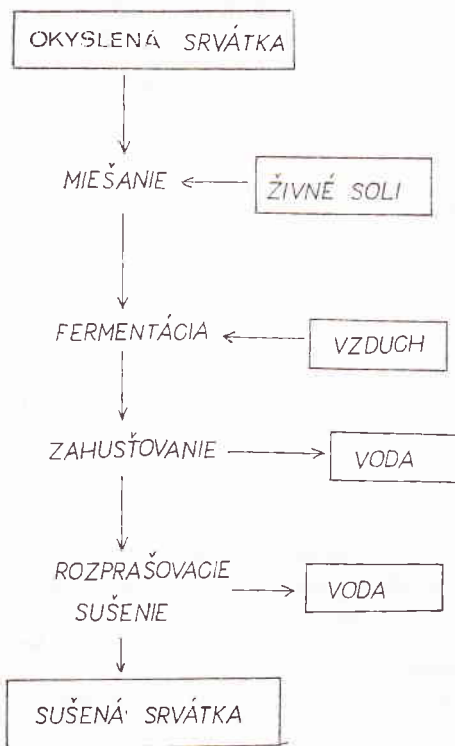 OKYSLENÁ SRVÁTKA
MIEŠANIE
ŽIVNÉ SOLI
FERMENTÁCIA
VZDUCH
ZAHUSŤOVANIE
VODA
ROZPRAŠOVACIE
SUŠENIE
VODA
SUŠENÁ SRVÁTKA